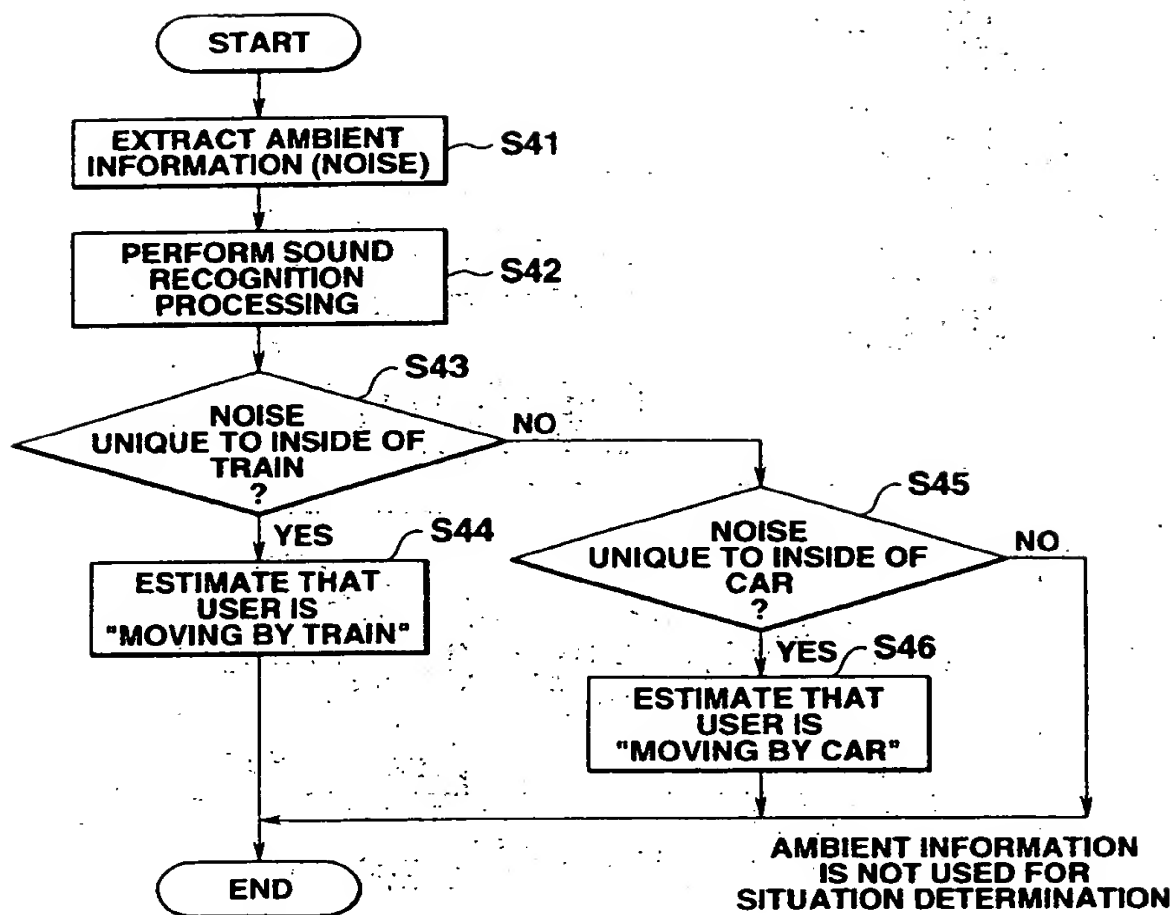 START
EXTRACT AMBIENT
INFORMATION (NOISE)
S41
PERFORM SOUND
RECOGNITION
PROCESSING
S42
S43
NOISE
UNIQUE TO INSIDE OF
TRAIN
?
NO
YES
S44
ESTIMATE THAT
USER IS
"MOVING BY TRAIN"
S45
NOISE
UNIQUE TO INSIDE OF
CAR
?
NO
YES
S46
ESTIMATE THAT
USER IS
"MOVING BY CAR"
AMBIENT INFORMATION
IS NOT USED FOR
SITUATION DETERMINATION
END